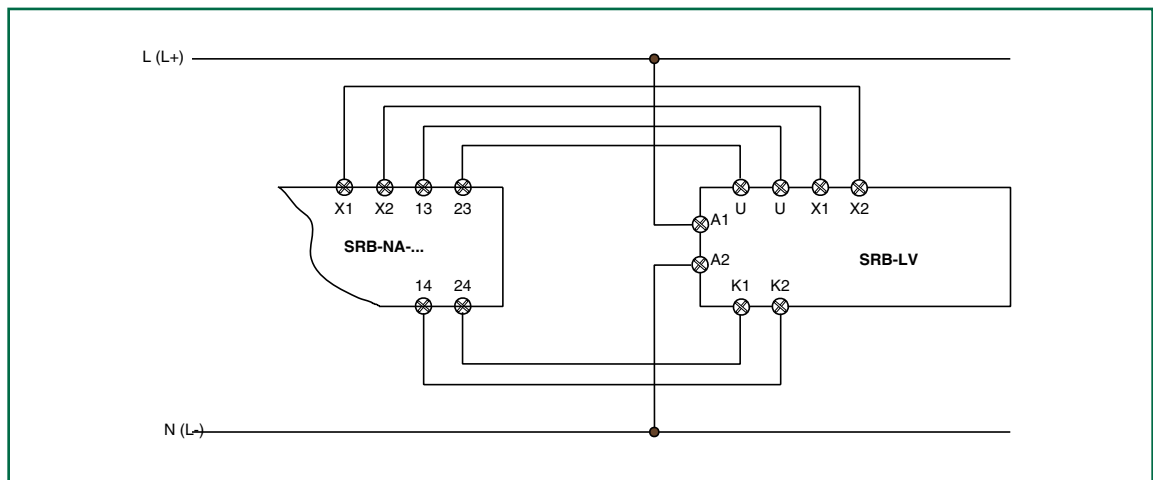 L (L+)
X1 X2 13 23
U U X1 X2
A1
SRB-NA-...
SRB-LV
A2
14 24
K1 K2
N (L-)